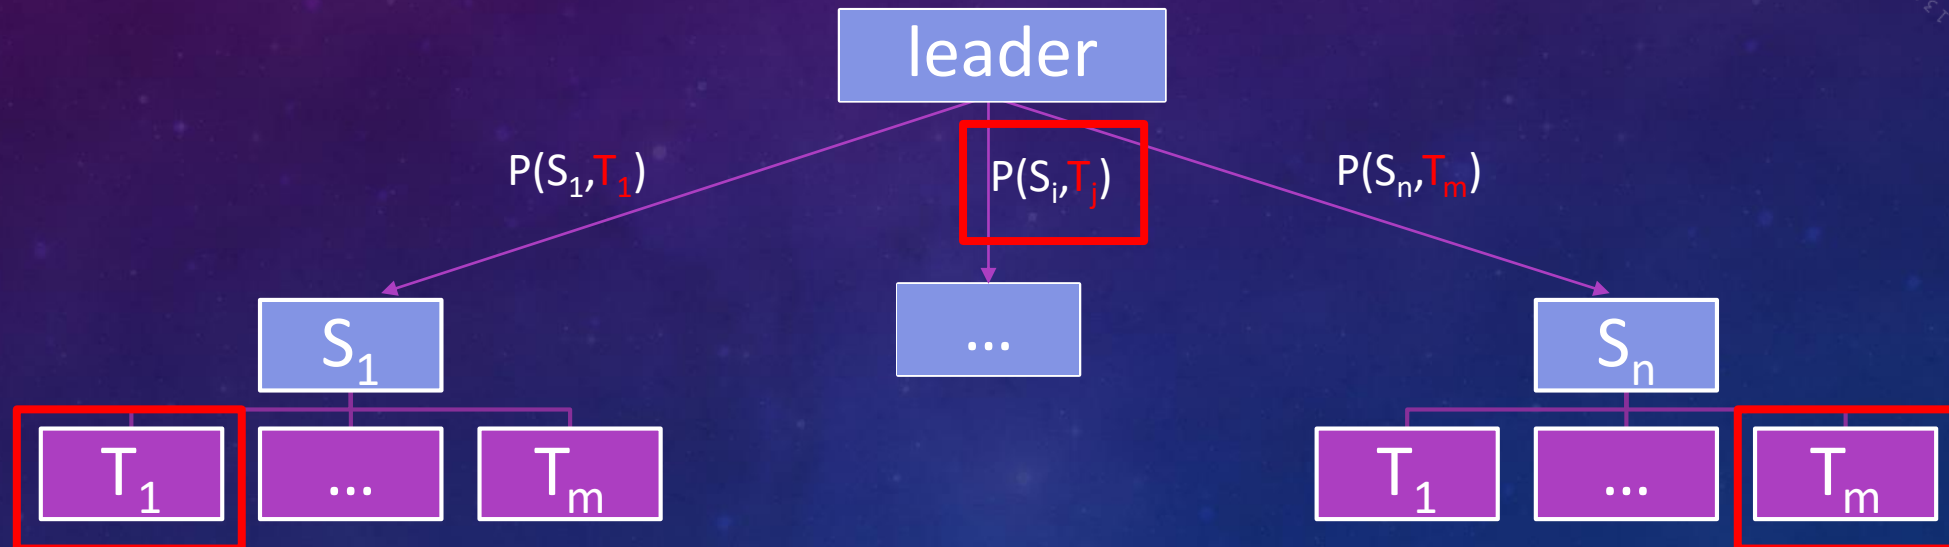 leader
P(S₁,T₁)
P(Sᵢ,Tⱼ)
P(Sₙ,Tₘ)
S₁
...
Sₙ
T₁
...
Tₘ
T₁
...
Tₘ